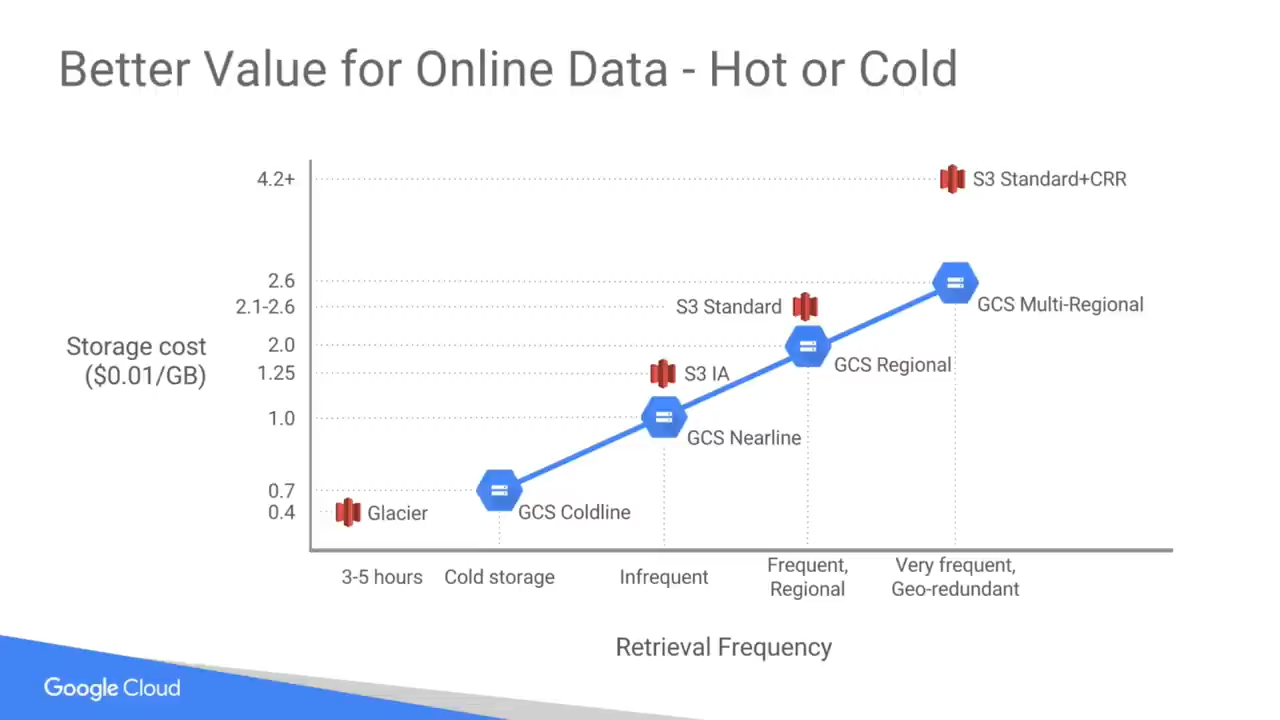 Better Value for Online Data - Hot or Cold
4.2+
S3 Standard+CRR
2.6
GCS Multi-Regional
2.1-2.6
S3 Standard
Storage cost
($0.01/GB)
2.0
GCS Regional
1.25
S3 IA
1.0
GCS Nearline
0.7
GCS Coldline
0.4
Glacier
3-5 hours
Cold storage
Infrequent
Frequent,
Regional
Very frequent,
Geo-redundant
Retrieval Frequency
Google Cloud